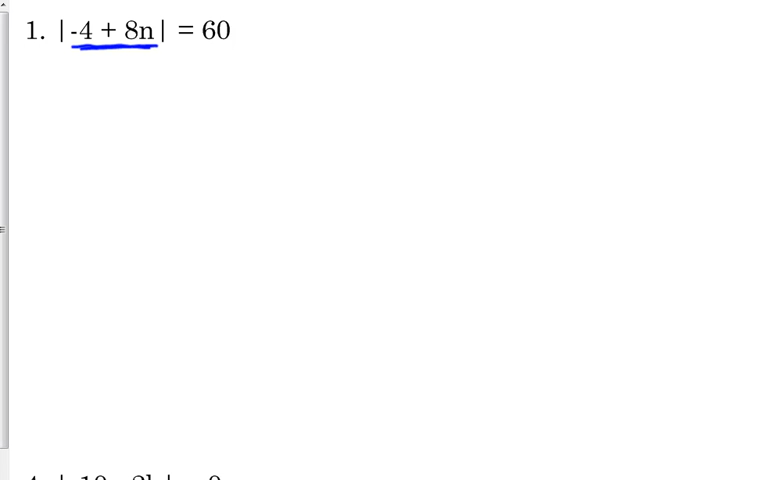 1. |-4 + 8n| = 60